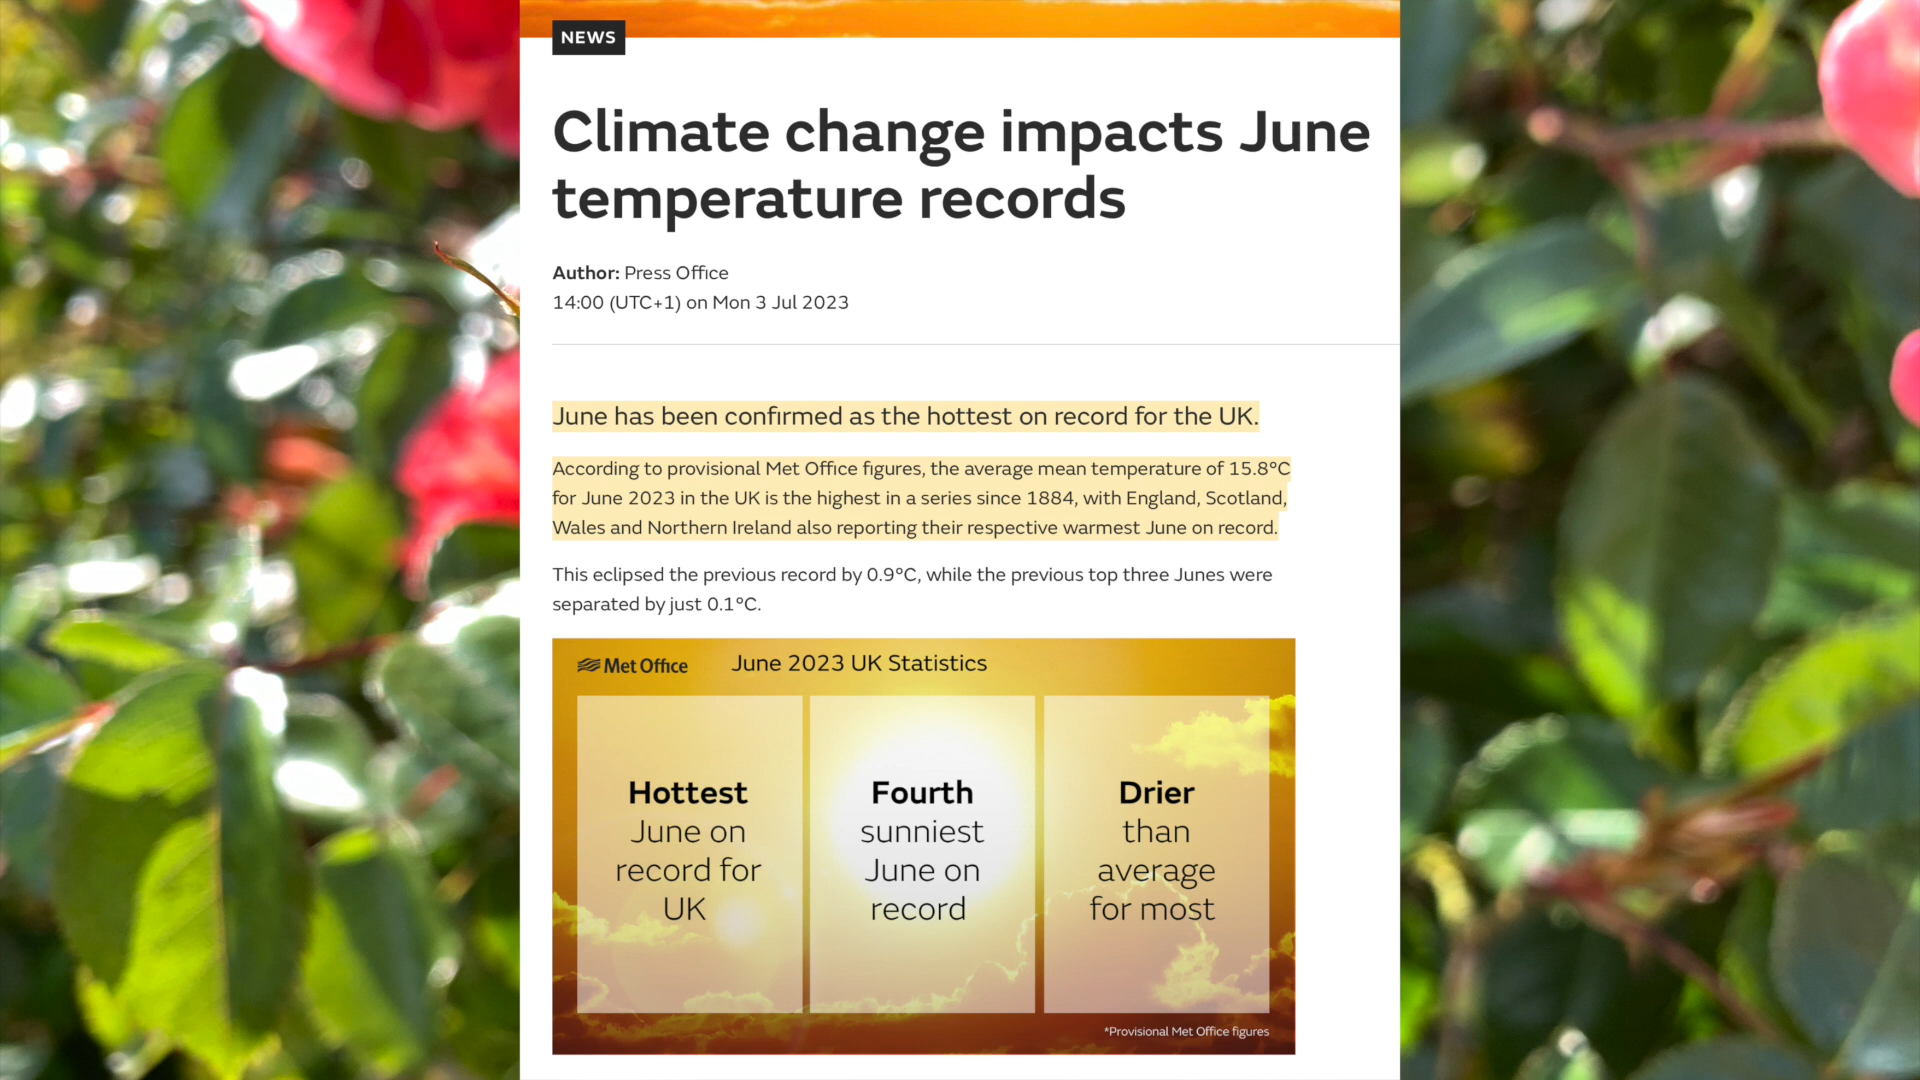 NEWS
Climate change impacts June
temperature records
Author: Press Office
14:00 (UTC+1) on Mon 3 Jul 2023
June has been confirmed as the hottest on record for the UK.
According to provisional Met Office figures, the average mean temperature of 15.8°C
for June 2023 in the UK is the highest in a series since 1884, with England, Scotland,
Wales and Northern Ireland also reporting their respective warmest June on record.
This eclipsed the previous record by 0.9°C, while the previous top three Junes were
separated by just 0.1°C.
Met Office June 2023 UK Statistics
Hottest
June on
record for
UK
Fourth
sunniest
June on
record
Drier
than
average
for most
*Provisional Met Office figures